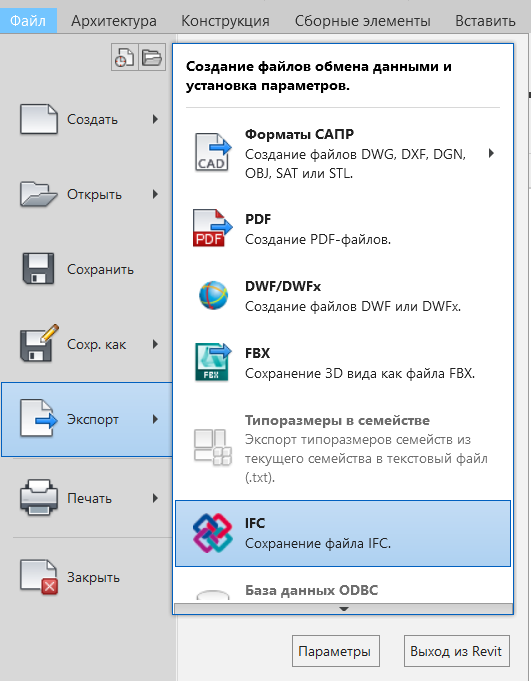 Файл Архитектура Конструкция Сборные элементы Вставить
Создание файлов обмена данными и
установка параметров.
Создать
Открыть
Сохранить
Сохр. как
Экспорт
Печать
Закрыть
Форматы САПР
Создание файлов DWG, DXF, DGN,
OBJ, SAT или STL.
CAD
PDF
Создание PDF-файлов.
PDF
DWF/DWFx
Создание файлов DWF или DWFx.
FBX
Сохранение 3D вида как файла FBX.
FBX
Типоразмеры в семействе
Экспорт типоразмеров семейств из
текущего семейства в текстовый файл
(.txt).
IFC
Сохранение файла IFC.
База данных ODBC
Параметры Выход из Revit